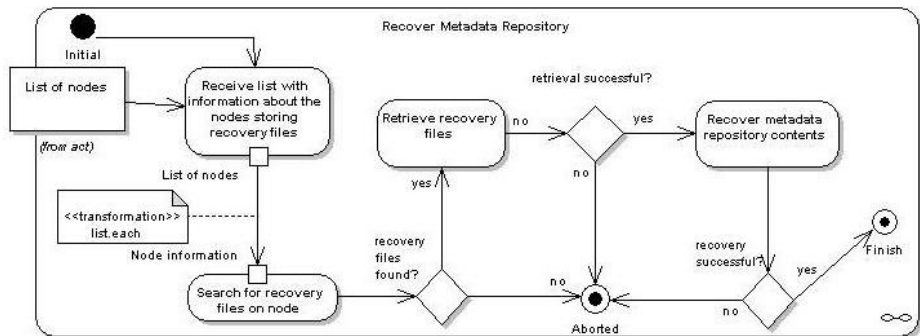 Recover Metadata Repository
Initial
List of nodes
(from act)
Receive list with
information about the
nodes storing
recovery files
List of nodes
<<transformation>>
list.each
Node information
Search for recovery
files on node
recovery
files
found?
yes
no
Retrieve recovery
files
no
retrieval successful?
yes
no
Recover metadata
repository contents
recovery
successful?
yes
no
Finish
Aborted